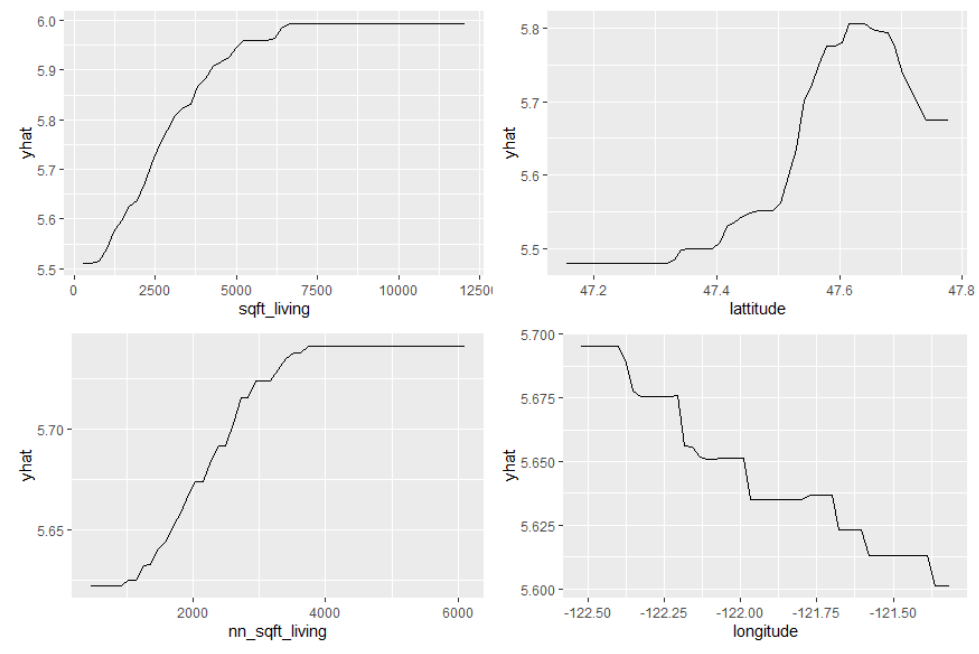 6.0
5.9
5.8
5.7
5.6
5.5
yhat
0 2500 5000 7500 10000 12500
sqft_living
5.8
5.7
5.6
5.5
yhat
47.2 47.4 47.6 47.8
lattitude
5.70
5.65
yhat
2000 4000 6000
nn_sqft_living
5.700
5.675
5.650
5.625
5.600
yhat
-122.50 -122.25 -122.00 -121.75 -121.50
longitude